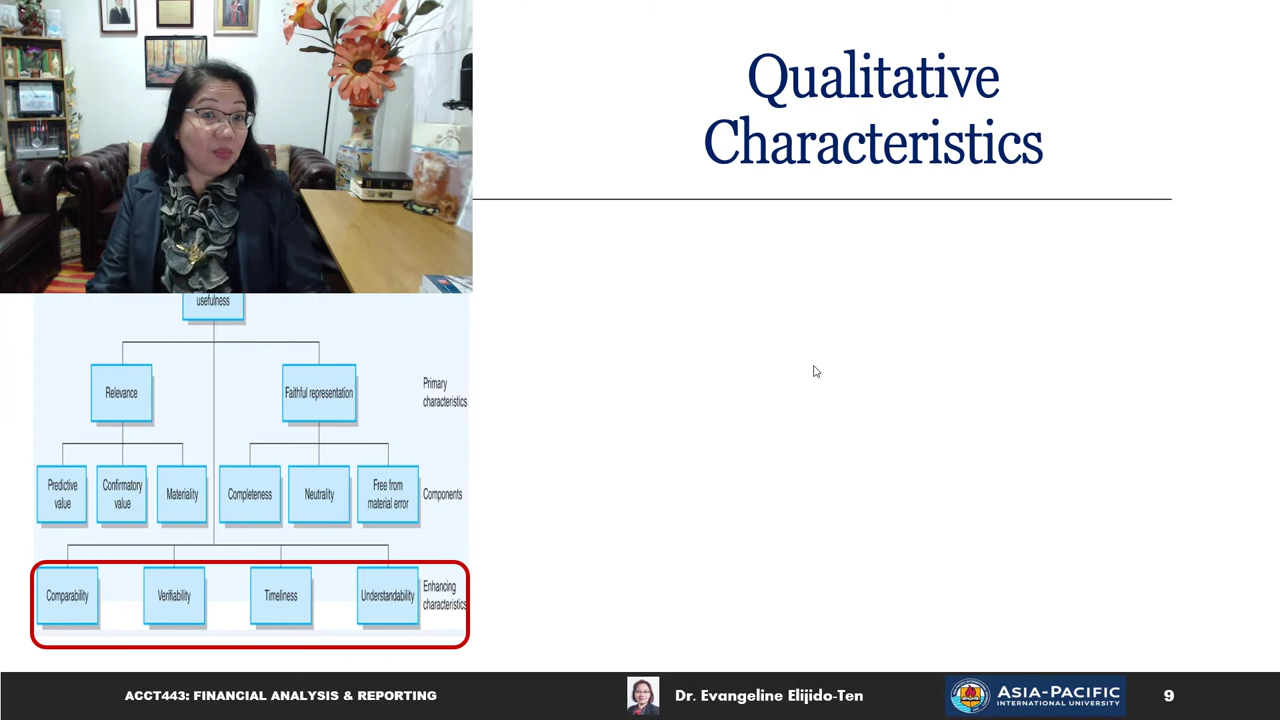 Qualitative
Characteristics
usefulness
Relevance
Faithful representation
Primary
characteristics
Predictive
value
Confirmatory
value
Materiality
Completeness
Neutrality
Free from
material error
Components
Comparability
Verifiability
Timeliness
Understandability
Enhancing
characteristics
ACCT443: FINANCIAL ANALYSIS & REPORTING
Dr. Evangeline Elijido-Ten
ASIA-PACIFIC
INTERNATIONAL UNIVERSITY
9